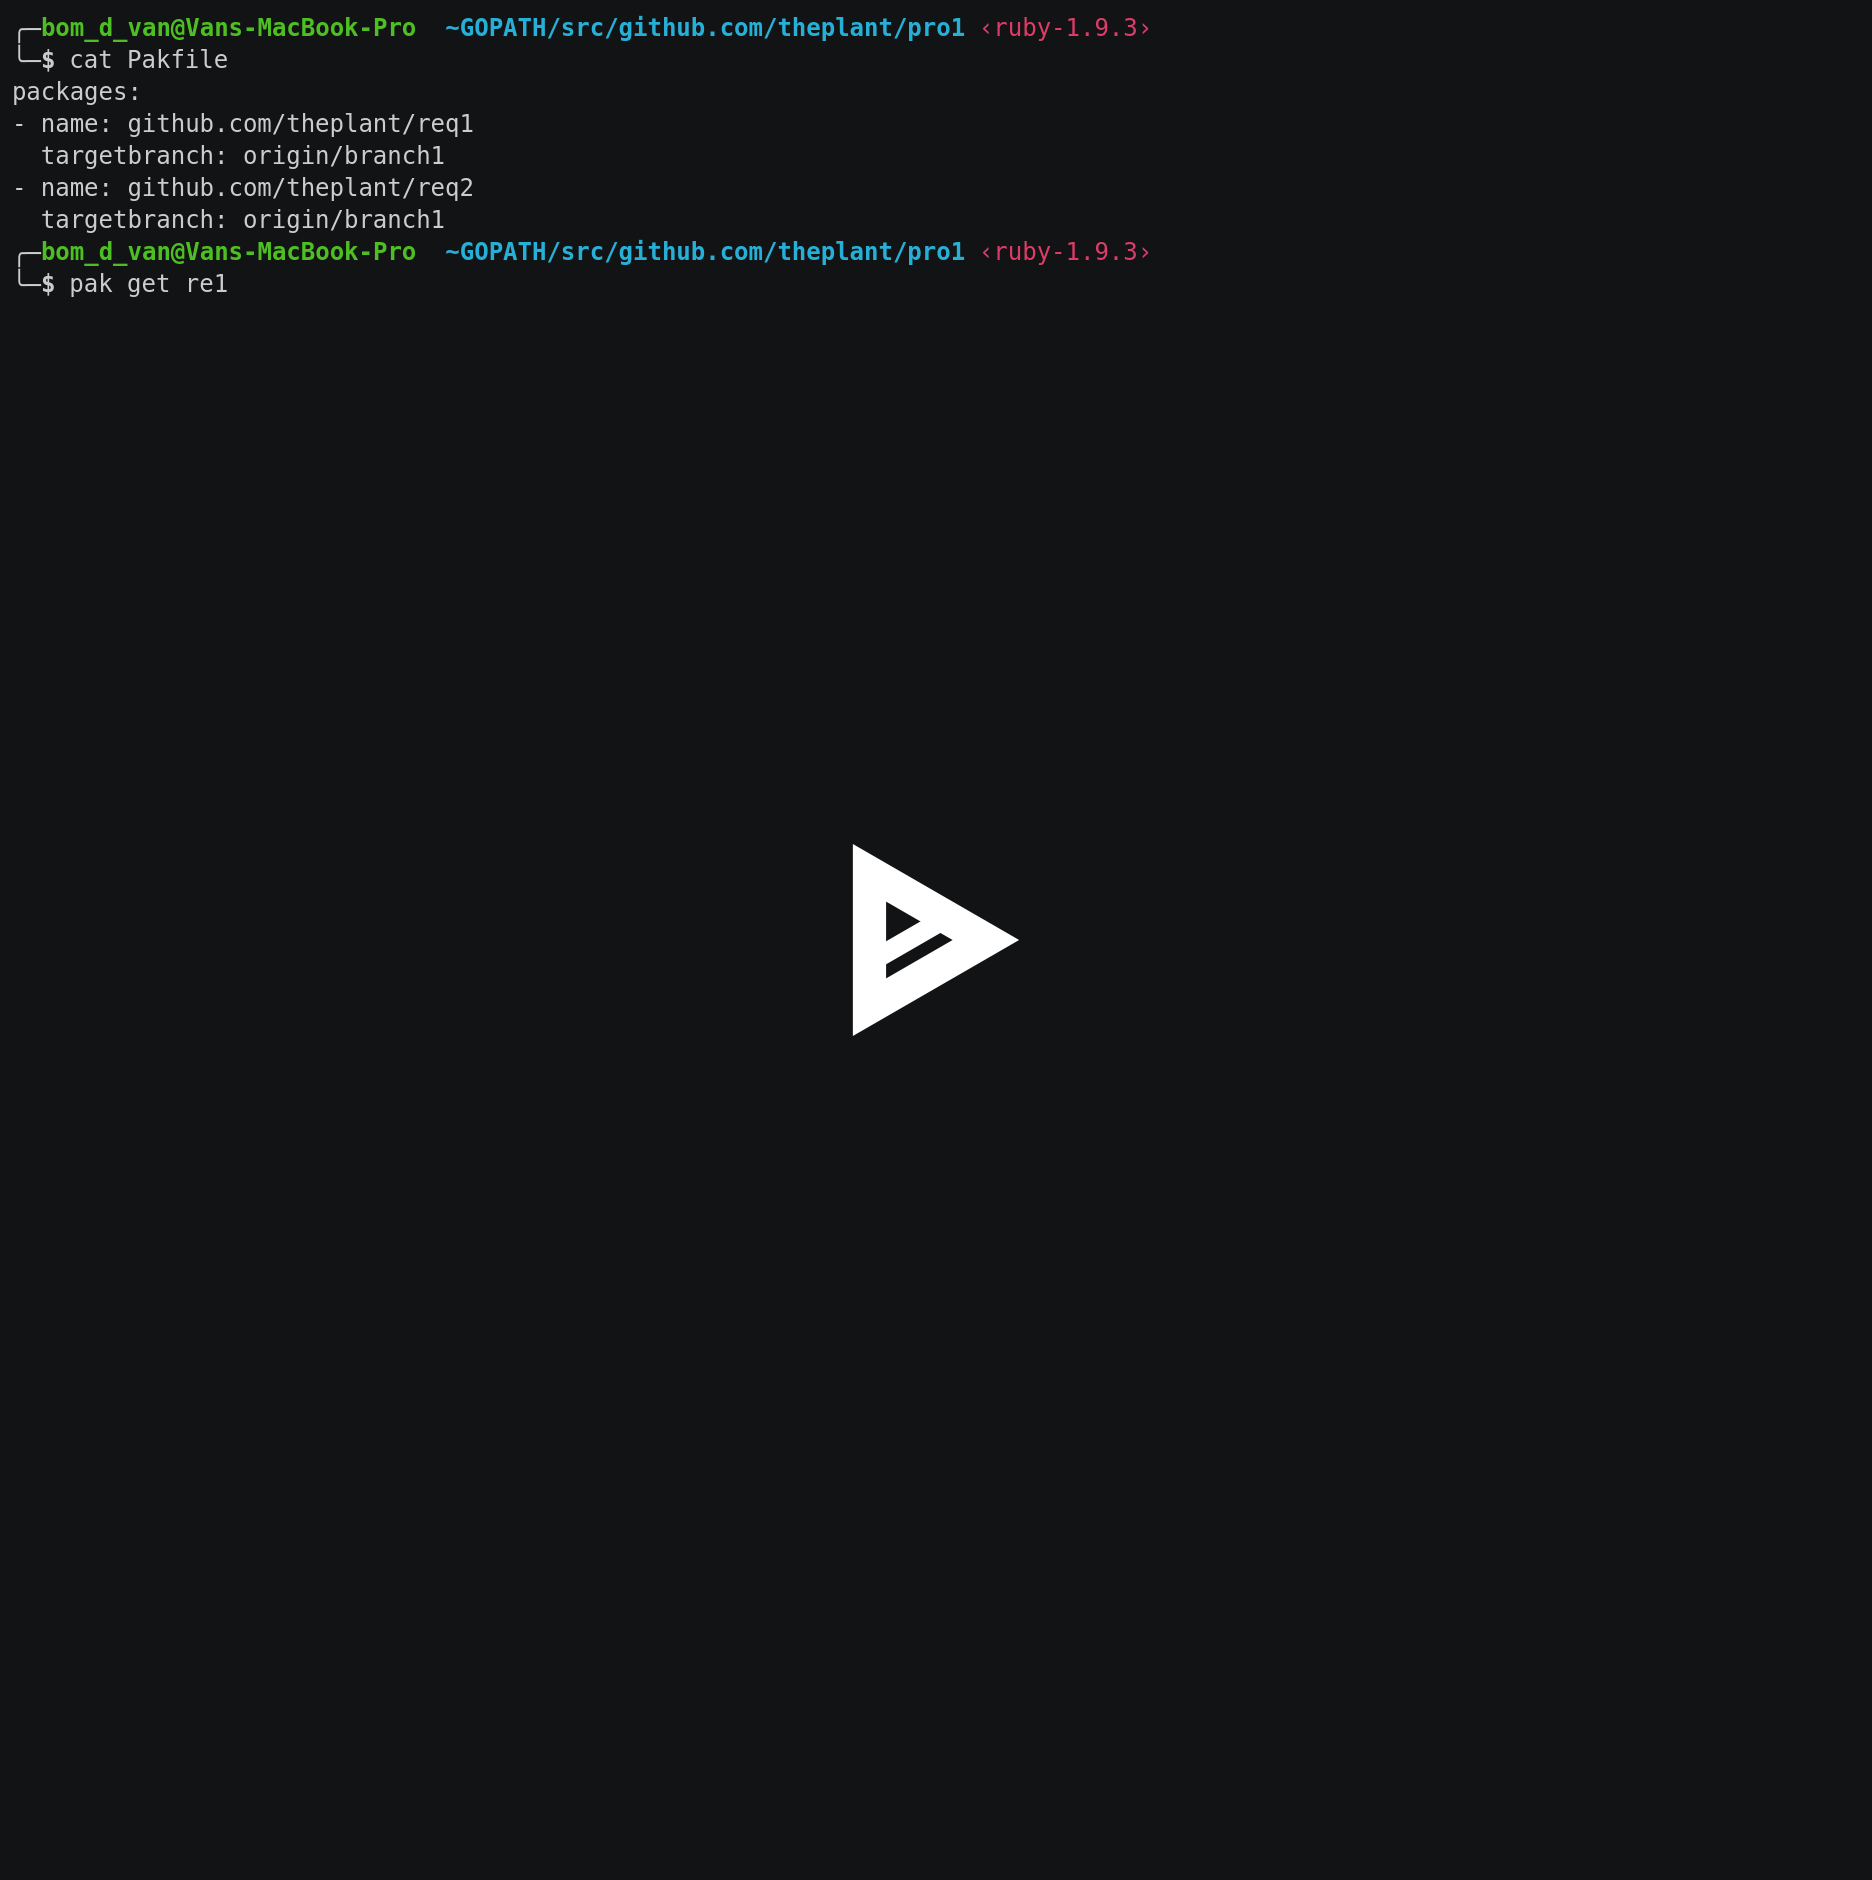 ╭─bom_d_van@Vans-MacBook-Pro  ~GOPATH/src/github.com/theplant/pro1 ‹ruby-1.9.3›
╰─$ cat Pakfile
packages:
- name: github.com/theplant/req1
  targetbranch: origin/branch1
- name: github.com/theplant/req2
  targetbranch: origin/branch1
╭─bom_d_van@Vans-MacBook-Pro  ~GOPATH/src/github.com/theplant/pro1 ‹ruby-1.9.3›
╰─$ pak get re1